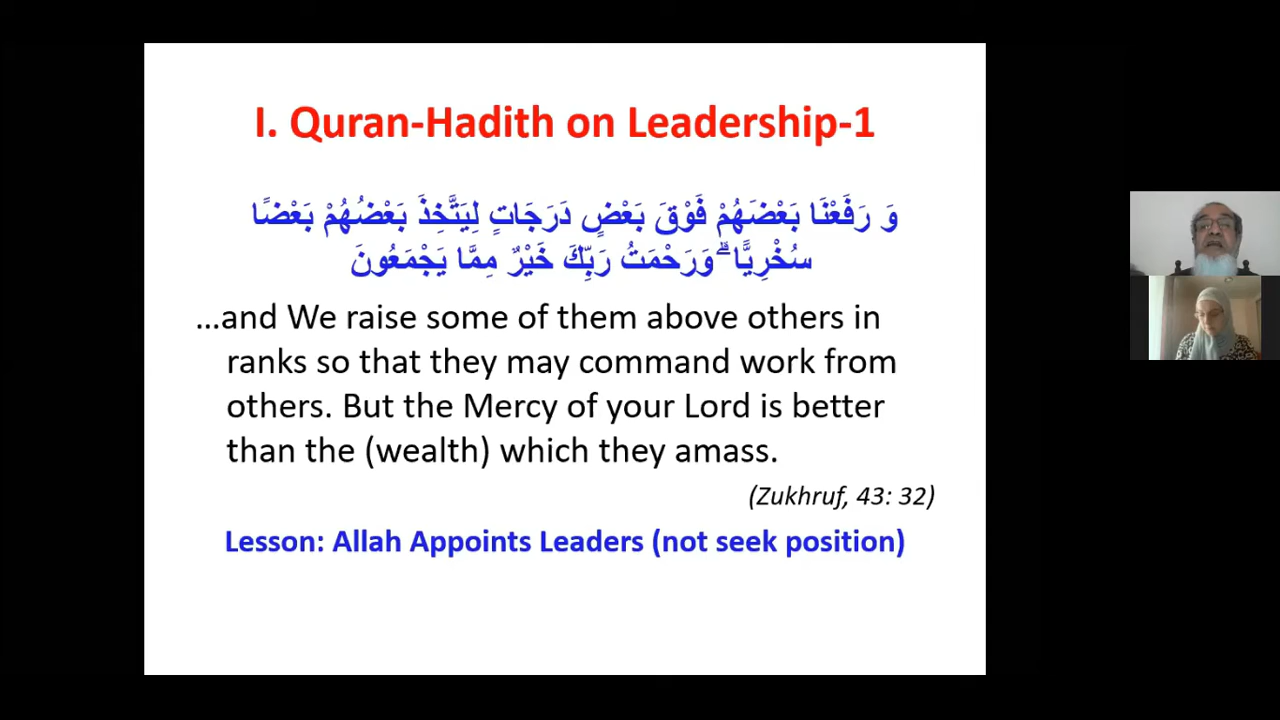 I. Quran-Hadith on Leadership-1
وَ رَفَعْنَا بَعْضَهُمْ فَوْقَ بَعْضٍ دَرَجَاتٍ لِيَتَّخِذَ بَعْضُهُمْ بَعْضًا
سُخْرِيًّا ۗ وَرَحْمَتُ رَبِّكَ خَيْرٌ مِمَّا يَجْمَعُونَ
...and We raise some of them above others in
ranks so that they may command work from
others. But the Mercy of your Lord is better
than the (wealth) which they amass.
(Zukhruf, 43: 32)
Lesson: Allah Appoints Leaders (not seek position)